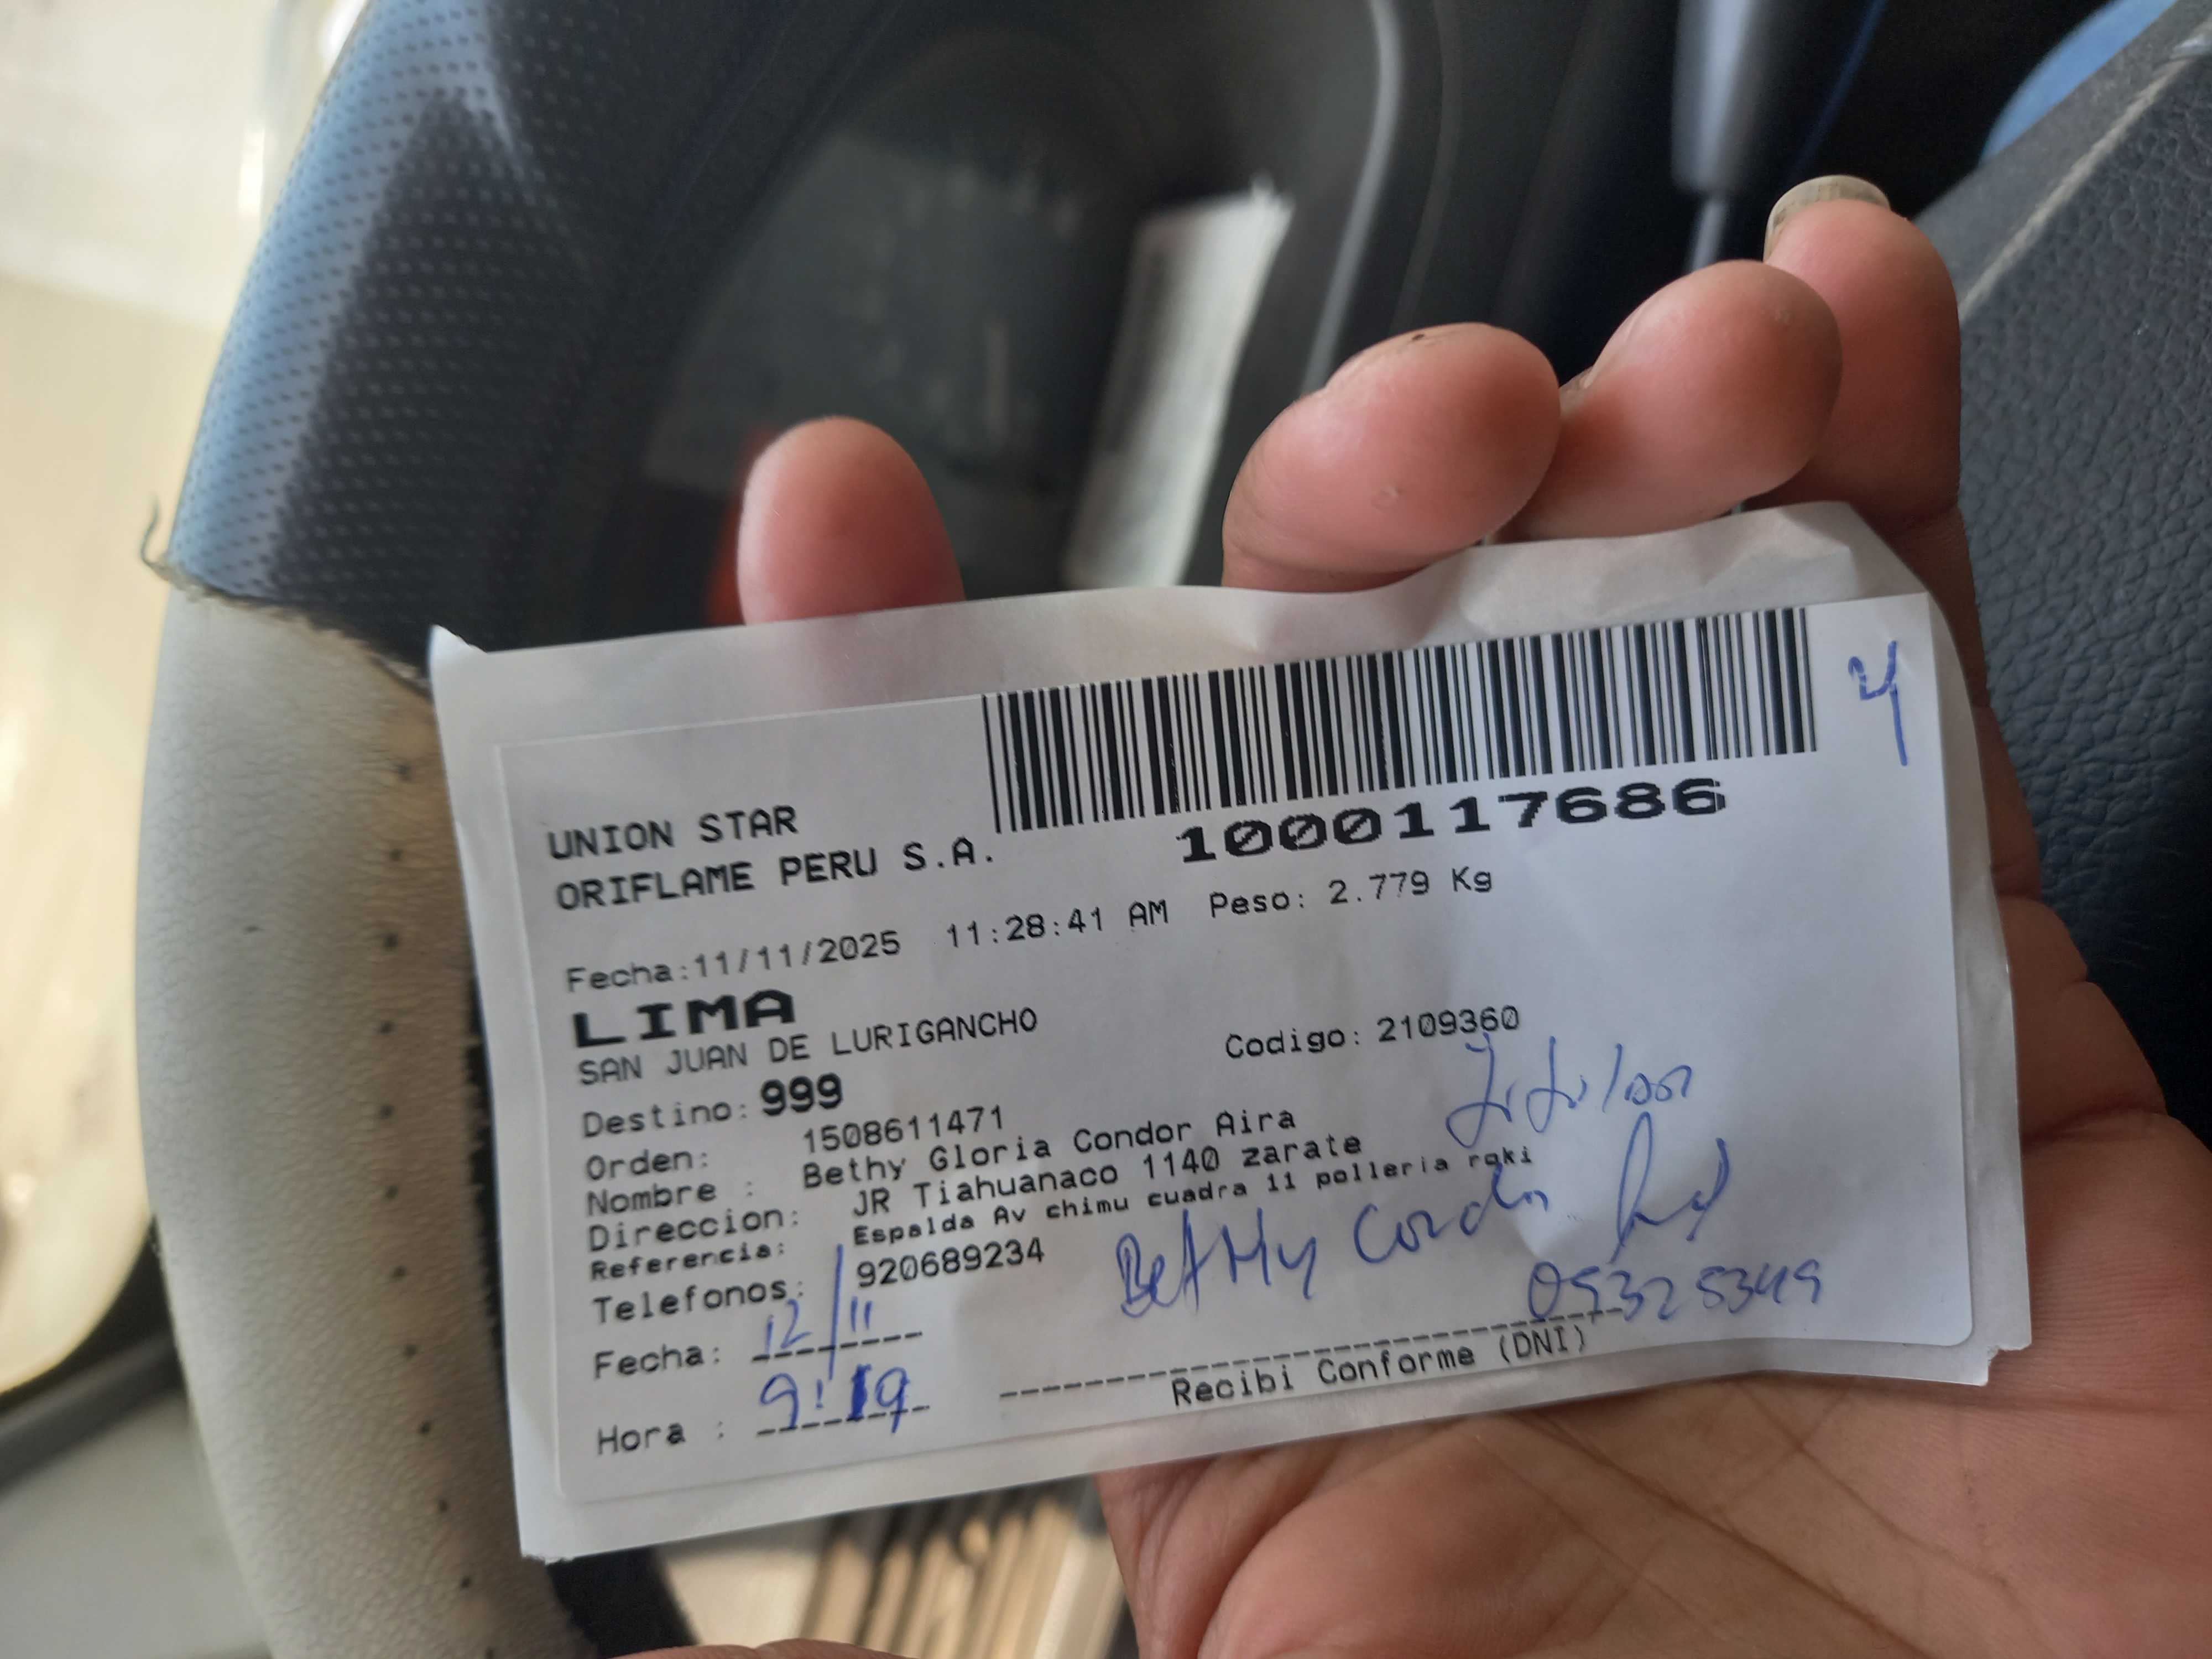 1000117686
UNION STAR
ORIFLAME PERU S.A.
Fecha:11/11/2025 11:28:41 AM Peso: 2.779 Kg
LIMA
SAN JUAN DE LURIGANCHO
Codigo: 2109360
Destino: 999
Orden: 1508611471
Nombre : Bethy Gloria Condor Aira
Direccion: JR Tiahuanaco 1140 zarate
Referencia: Espalda Av chimu cuadra 11 polleria roki
Telefonos: 920689234
Bethy Condor
Fecha: 12/11
Hora : 9:19
Recibi Conforme (DNI)